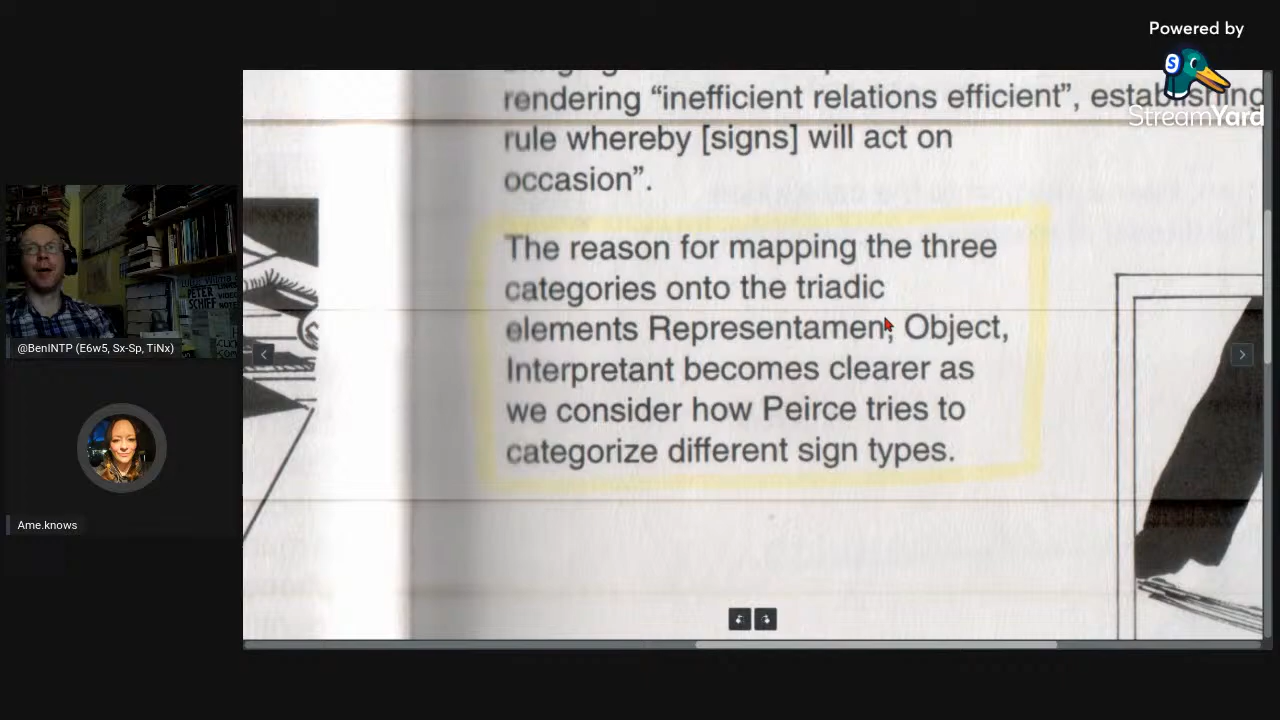 Powered by
StreamYard
rendering “inefficient relations efficient”, establishing
rule whereby [signs] will act on
occasion”.
The reason for mapping the three
categories onto the triadic
elements Representamen, Object,
Interpretant becomes clearer as
we consider how Peirce tries to
categorize different sign types.
PETER
SCHIFF
@BenINTP (E6w5, Sx-Sp, TiNx)
Ame.knows